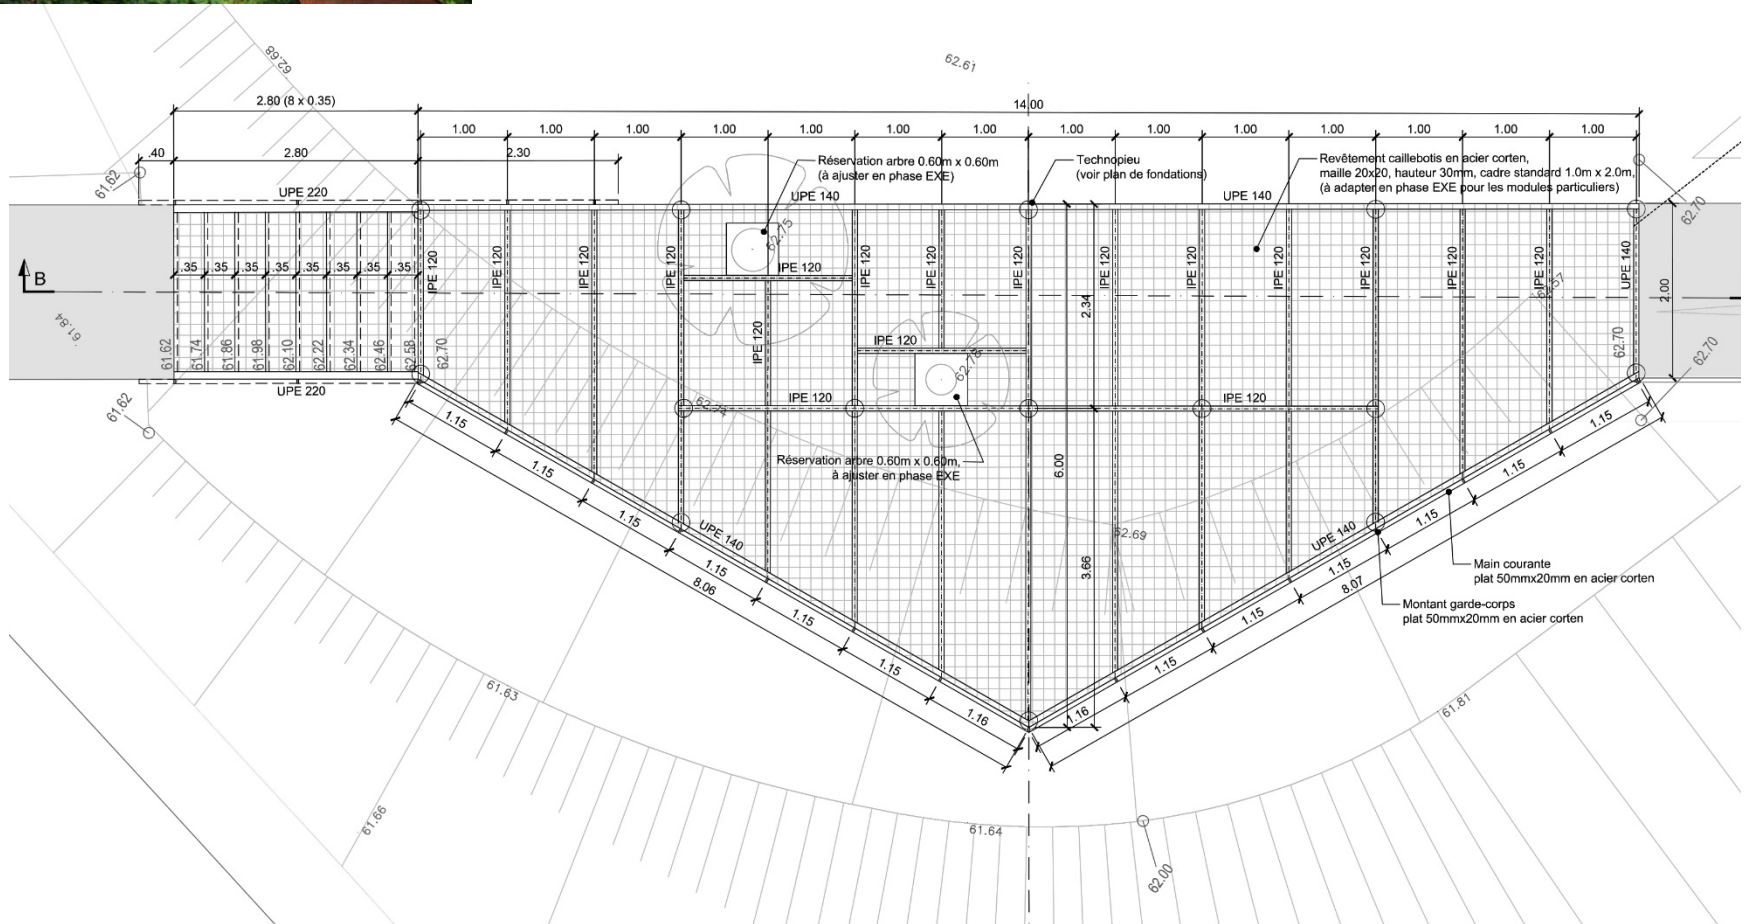 62.68
62.61
2.80 (8 x 0.35)
14.00
1.00 1.00 1.00 1.00 1.00 1.00 1.00 1.00 1.00 1.00 1.00 1.00 1.00 1.00
.40 2.80 2.30
Réservation arbre 0.60m x 0.60m
(à ajuster en phase EXE)
Technopieu
(voir plan de fondations)
Revêtement caillebotis en acier corten,
maille 20x20, hauteur 30mm, cadre standard 1.0m x 2.0m,
(à adapter en phase EXE pour les modules particuliers)
61.62
UPE 220
UPE 140
UPE 140
62.70
62.75
IPE 120 IPE 120 IPE 120 IPE 120 IPE 120 IPE 120 IPE 120 IPE 120 IPE 120 IPE 120 IPE 120 IPE 120 IPE 120 UPE 140
IPE 120
.35 .35 .35 .35 .35 .35 .35 .35
B
62.57
2.00
2.34
61.84
61.62 61.74 61.86 61.98 62.10 62.22 62.34 62.46 62.58 62.70
IPE 120
IPE 120
62.78
62.70
62.70
UPE 220
61.62
62.74
IPE 120
IPE 120
Réservation arbre 0.60m x 0.60m,
à ajuster en phase EXE
6.00
1.15 1.15 1.15 1.15 1.15 1.15 1.16
8.06
UPE 140
62.69
UPE 140
3.66
1.15 1.15 1.15 1.15 1.15 1.15 1.16
8.07
Main courante
plat 50mmx20mm en acier corten
Montant garde-corps
plat 50mmx20mm en acier corten
61.63
61.81
61.66
61.64
62.00